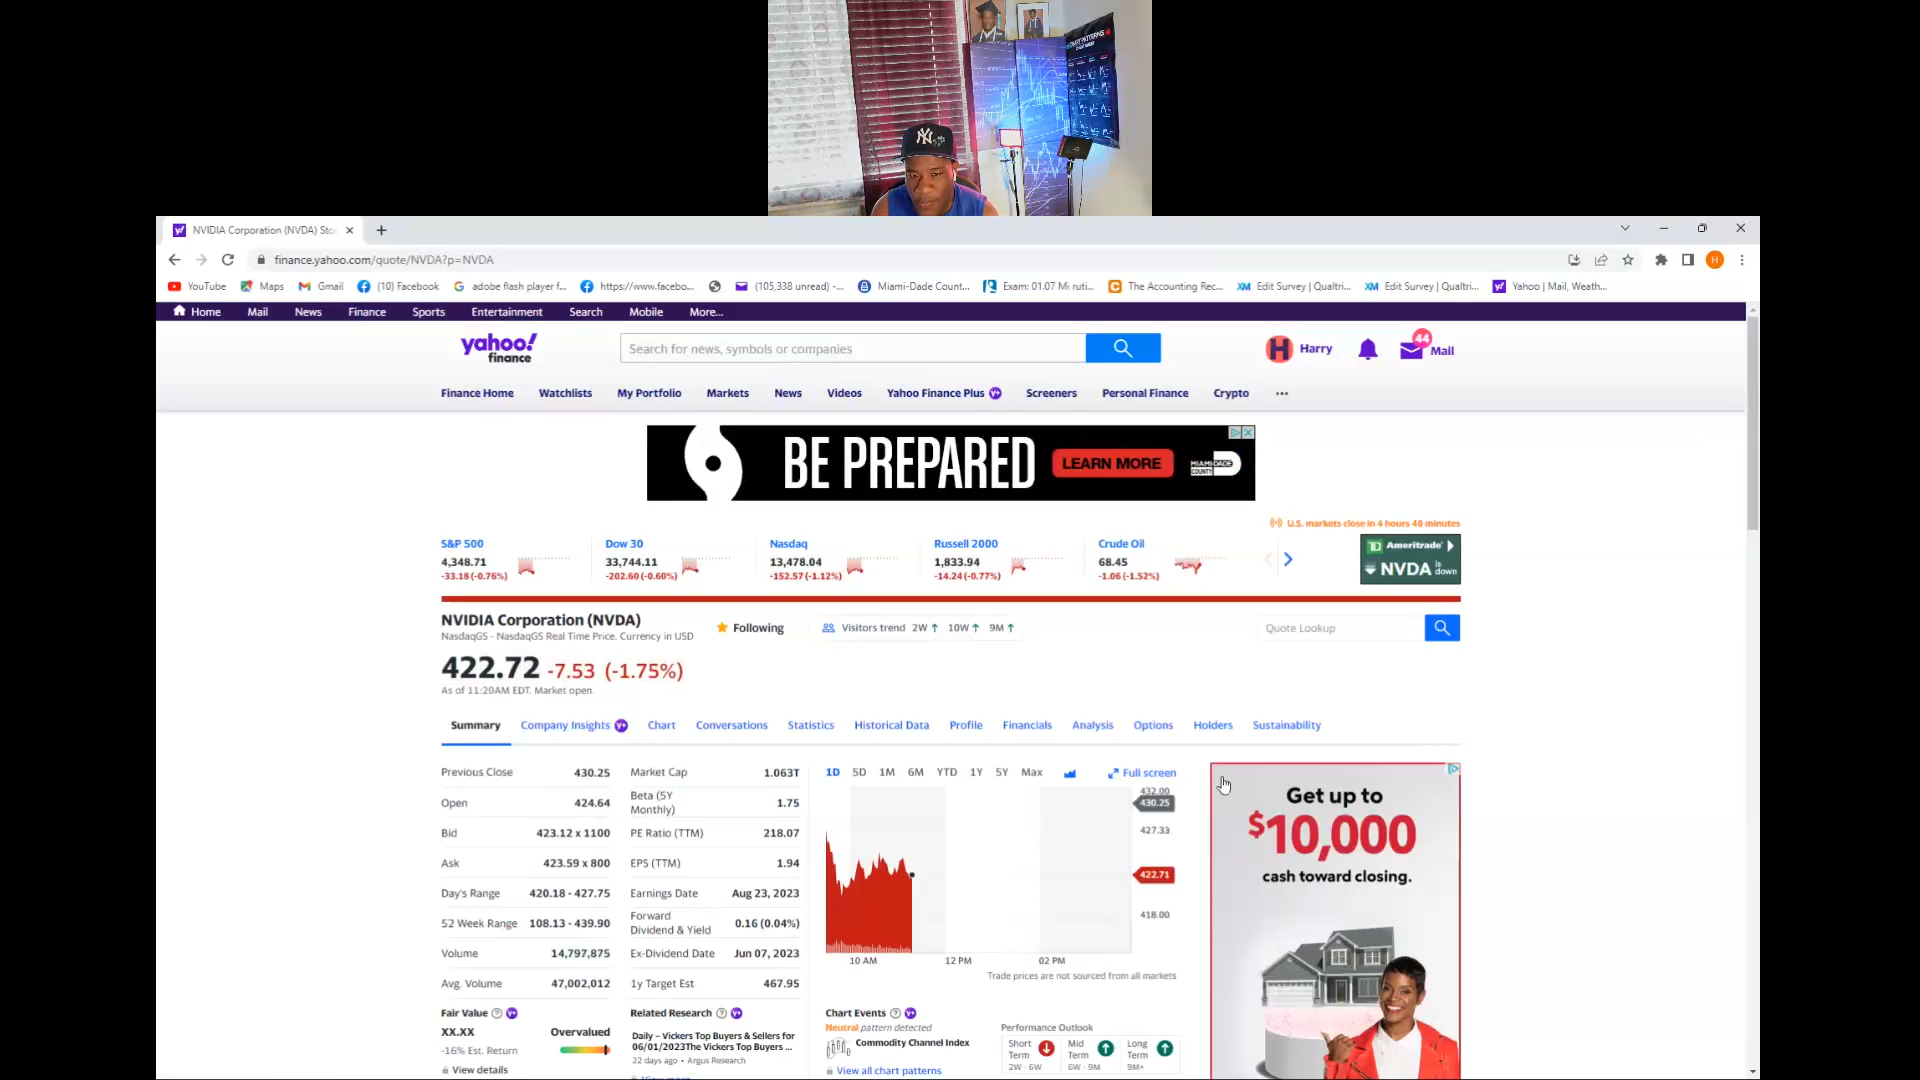 CHART PATTERNS
NY
NVIDIA Corporation (NVDA) Sto
finance.yahoo.com/quote/NVDA?p=NVDA
YouTube Maps Gmail (10) Facebook adobe flash player f... https://www.facebo... (105,338 unread) -... Miami-Dade Count... Exam: 01.07 Mi ruti... The Accounting Rec... XM Edit Survey | Qualtri... XM Edit Survey | Qualtri... Yahoo | Mail, Weath...
Home Mail News Finance Sports Entertainment Search Mobile More...
yahoo!
finance
Search for news, symbols or companies
H Harry 44 Mail
Finance Home Watchlists My Portfolio Markets News Videos Yahoo Finance Plus Screeners Personal Finance Crypto ...
BE PREPARED LEARN MORE MIAMI-DADE COUNTY
U.S. markets close in 4 hours 40 minutes
S&P 500 Dow 30 Nasdaq Russell 2000 Crude Oil
4,348.71 33,744.11 13,478.04 1,833.94 68.45
-33.18 (-0.76%) -202.60 (-0.60%) -152.57 (-1.12%) -14.24 (-0.77%) -1.06 (-1.52%)
TD Ameritrade
NVDA is down
NVIDIA Corporation (NVDA)
NasdaqGS - NasdaqGS Real Time Price. Currency in USD
Following
Visitors trend 2W ↑ 10W ↑ 9M ↑
Quote Lookup
422.72 -7.53 (-1.75%)
As of 11:20AM EDT. Market open.
Summary Company Insights Chart Conversations Statistics Historical Data Profile Financials Analysis Options Holders Sustainability
Previous Close 430.25
Open 424.64
Bid 423.12 x 1100
Ask 423.59 x 800
Day's Range 420.18 - 427.75
52 Week Range 108.13 - 439.90
Volume 14,797,875
Avg. Volume 47,002,012
Market Cap 1.063T
Beta (5Y Monthly) 1.75
PE Ratio (TTM) 218.07
EPS (TTM) 1.94
Earnings Date Aug 23, 2023
Forward Dividend & Yield 0.16 (0.04%)
Ex-Dividend Date Jun 07, 2023
1y Target Est 467.95
1D 5D 1M 6M YTD 1Y 5Y Max Full screen
432.00
430.25
427.33
422.71
418.00
10 AM 12 PM 02 PM
Trade prices are not sourced from all markets
Fair Value
XX.XX Overvalued
-16% Est. Return
View details
Related Research
Daily – Vickers Top Buyers & Sellers for
06/01/2023The Vickers Top Buyers ...
22 days ago • Argus Research
View more
Chart Events
Neutral pattern detected
Commodity Channel Index
View all chart patterns
Performance Outlook
Short Term
2W - 6W
Mid Term
6W - 9M
Long Term
9M+
Get up to
$10,000
cash toward closing.